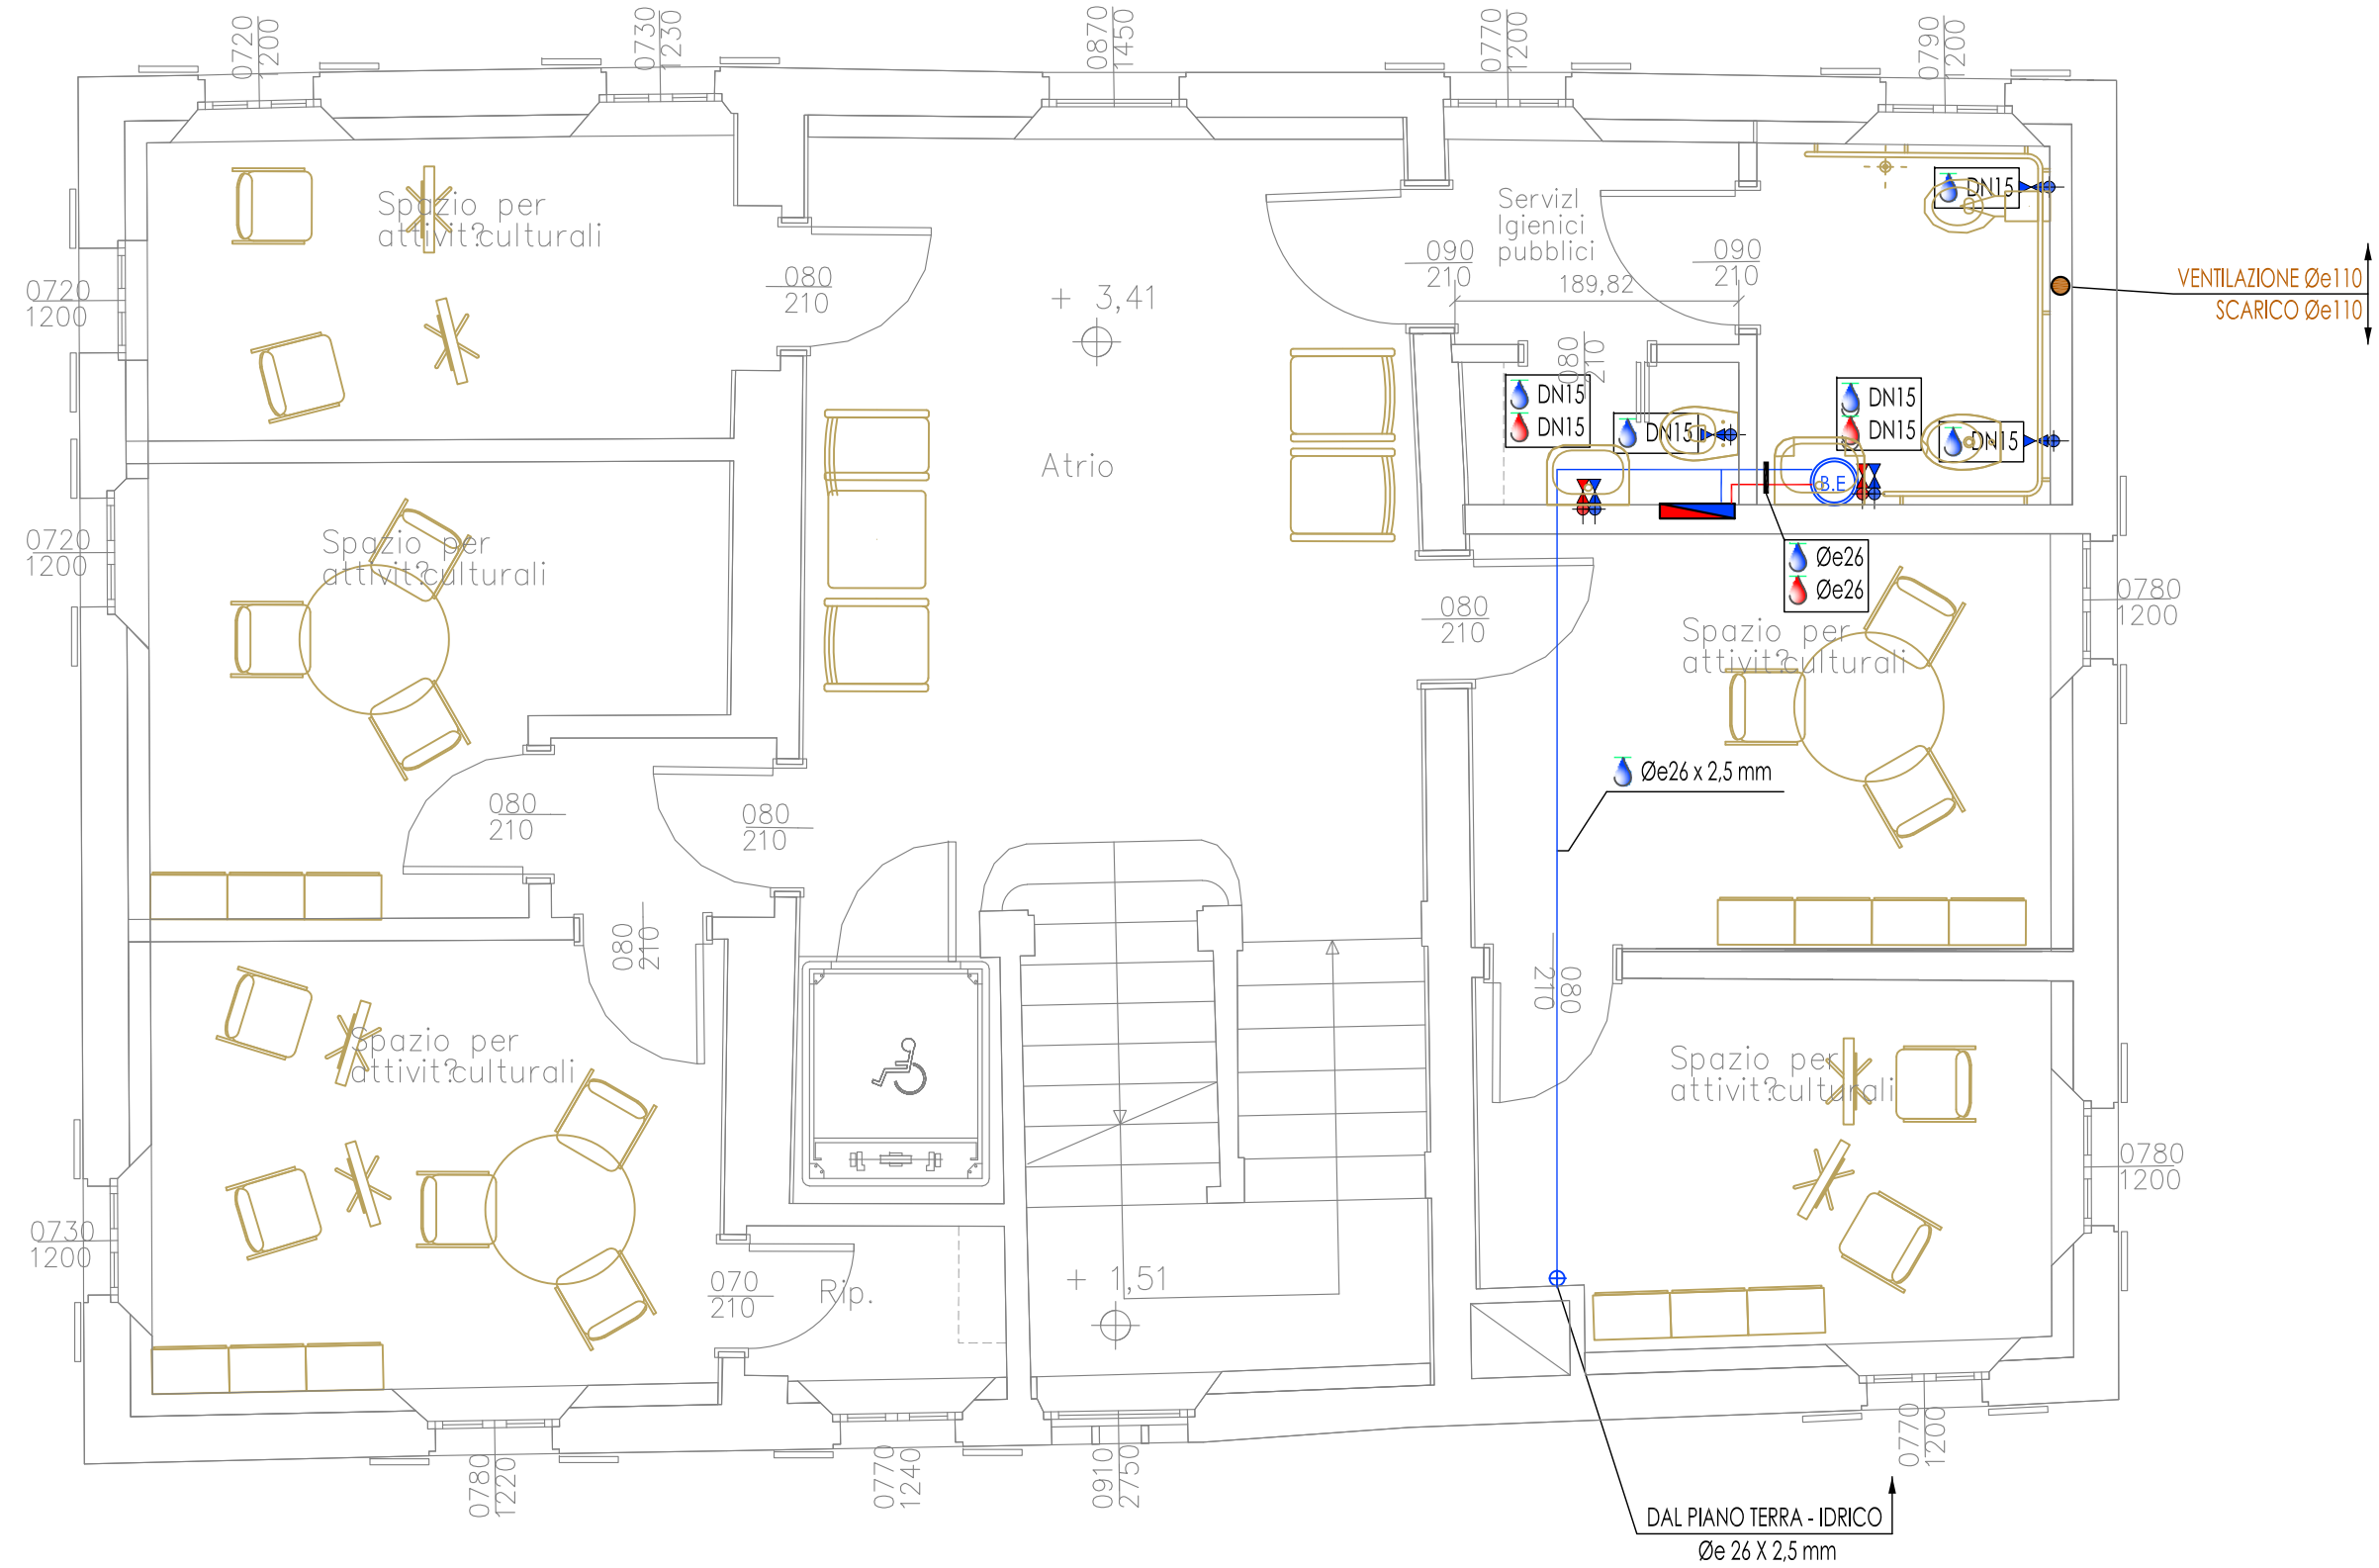 0720
1200
0730
1230
0870
1450
0770
1200
0790
1200
Spazio per
attivit?culturali
Servizl
Igienici
pubblici
DN15
090
210
090
210
189,82
080
210
+ 3,41
VENTILAZIONE Øe110
SCARICO Øe110
0720
1200
080
210
DN15
DN15
DN15
DN15
DN15
DN15
Atrio
B.E
0720
1200
Spazio per
attivit?culturali
Øe26
Øe26
080
210
0780
1200
Spazio per
attivit?culturali
Øe26 x 2,5 mm
080
210
080
210
080
210
080
210
Spazio per
attivit?culturali
Spazio per
attivit?culturali
0780
1200
0730
1200
070
210
Rip.
+ 1,51
0780
1220
0770
1240
0910
2750
0770
1200
DAL PIANO TERRA - IDRICO
Øe 26 X 2,5 mm